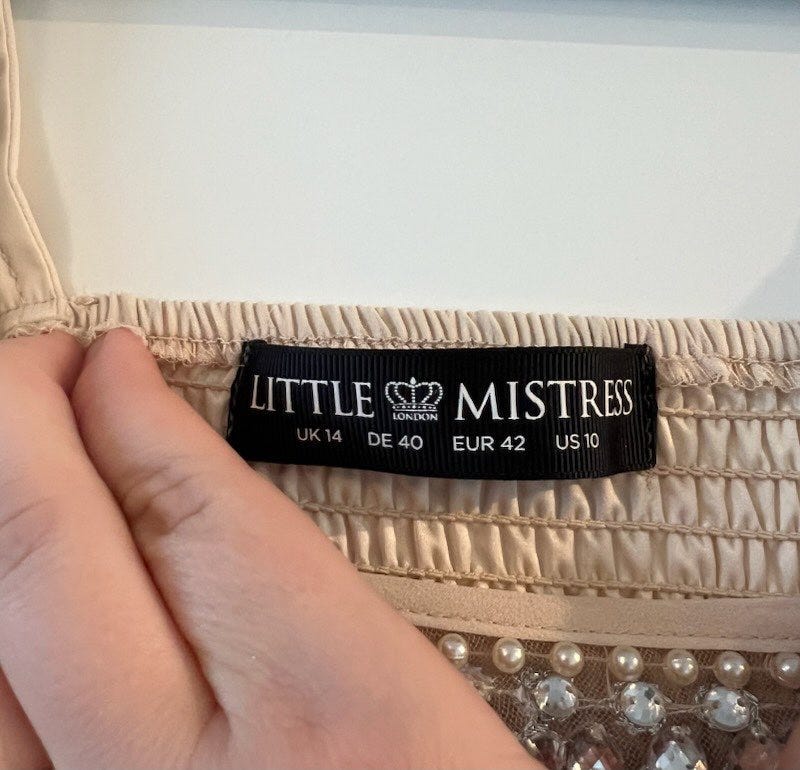 LITTLE MISTRESS
LONDON
UK 14 DE 40 EUR 42 US 10